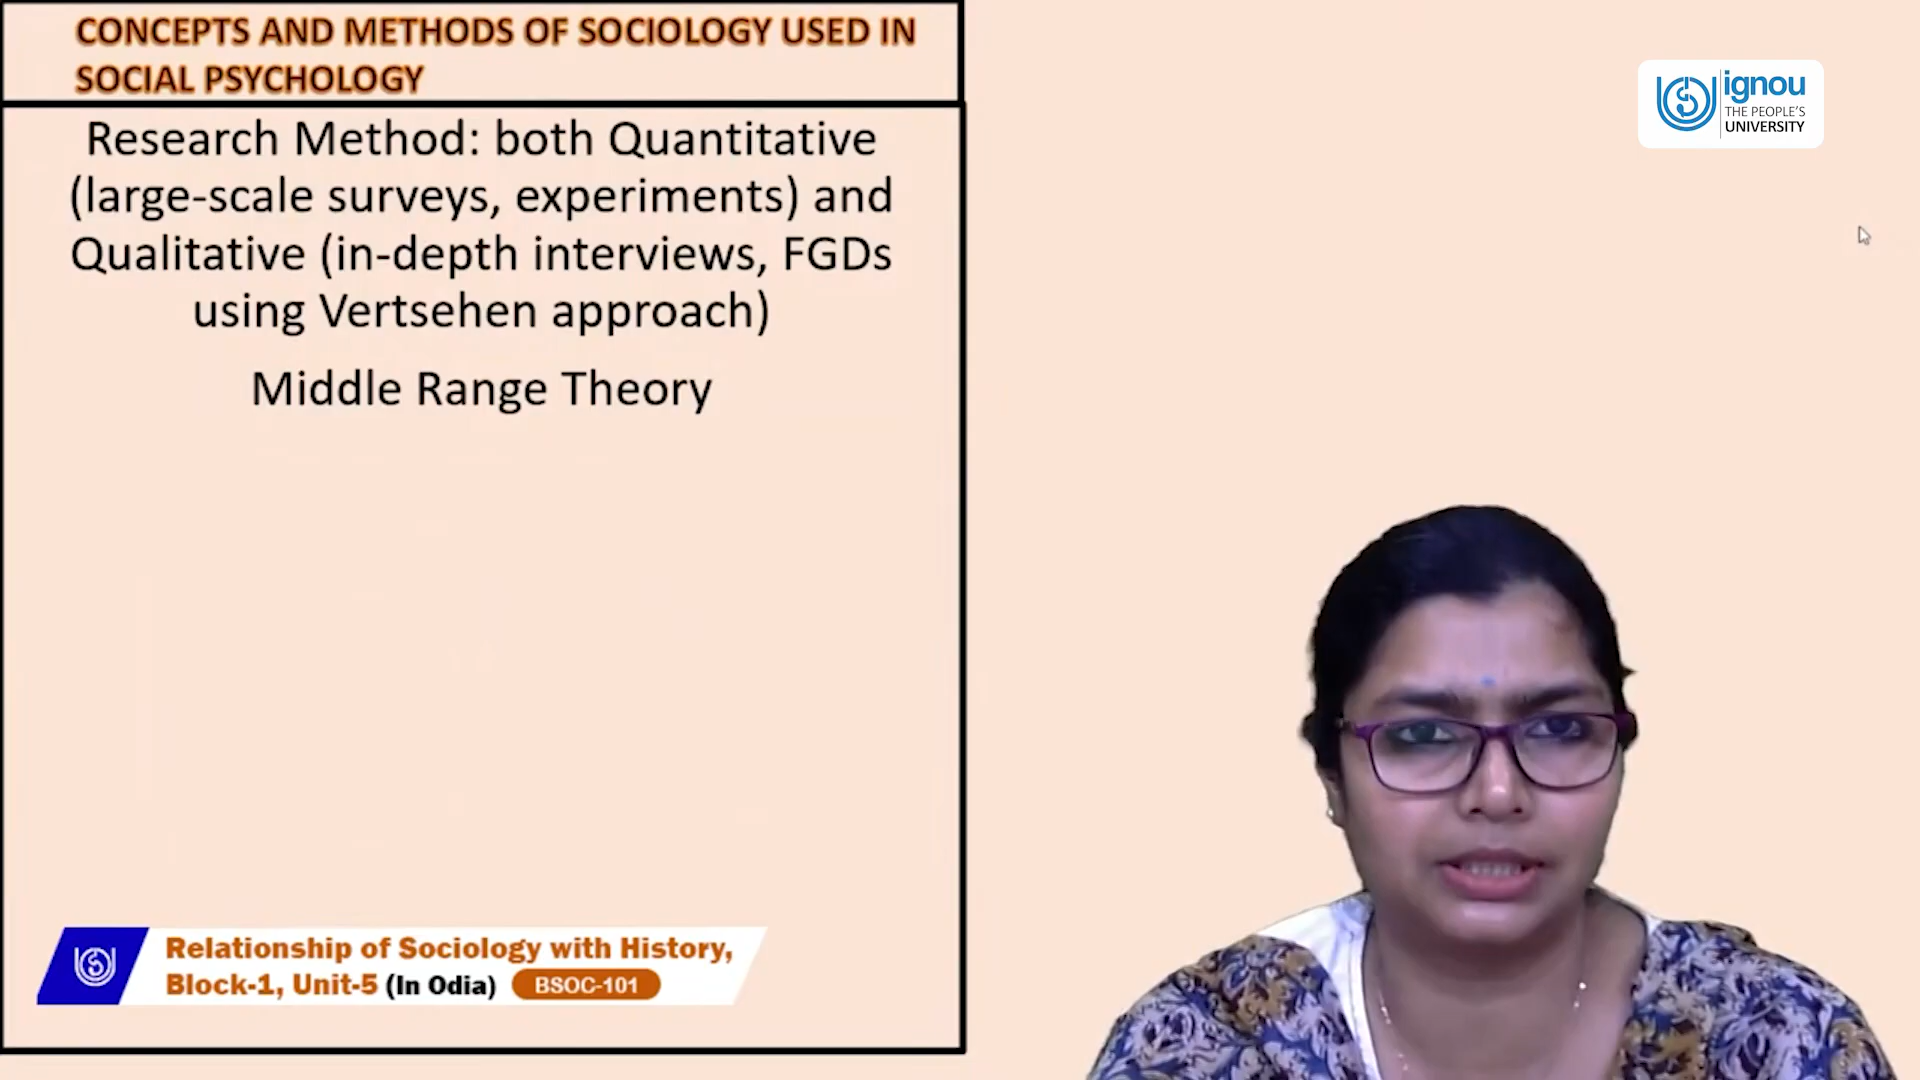 CONCEPTS AND METHODS OF SOCIOLOGY USED IN
SOCIAL PSYCHOLOGY
Research Method: both Quantitative
(large-scale surveys, experiments) and
Qualitative (in-depth interviews, FGDs
using Vertsehen approach)
Middle Range Theory
ignou
THE PEOPLE'S
UNIVERSITY
Relationship of Sociology with History,
Block-1, Unit-5 (In Odia) BSOC-101